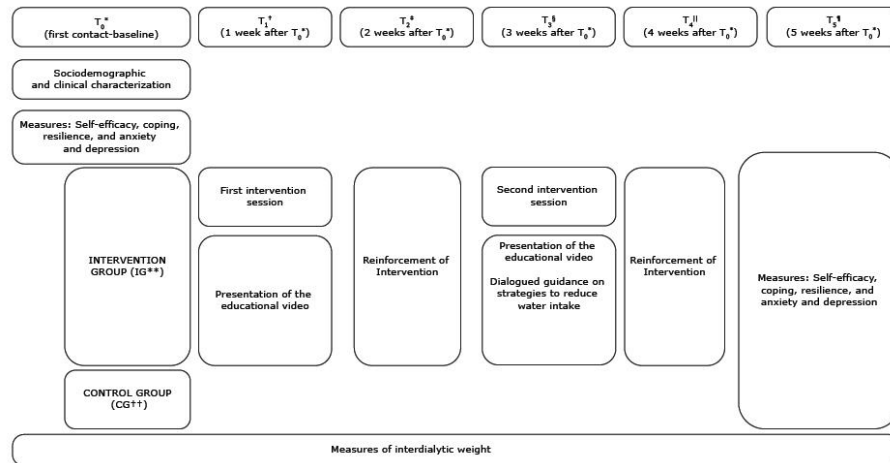 T0* 
(first contact-baseline)
T1†
(1 week after T0*)
T2‡
(2 weeks after T0*)
T3§
(3 weeks after T0*)
T4||
(4 weeks after T0*)
T5¶
(5 weeks after T0*)
Sociodemographic
and clinical characterization
Measures: Self-efficacy, coping,
resilience, and anxiety
and depression
INTERVENTION
GROUP (IG**)
First intervention
session
Presentation of the
educational video
Reinforcement of
Intervention
Second intervention
session
Presentation of the
educational video
Dialogued guidance on
strategies to reduce
water intake
Reinforcement of
Intervention
Measures: Self-efficacy,
coping, resilience, and
anxiety and depression
CONTROL GROUP
(CG††)
Measures of interdialytic weight